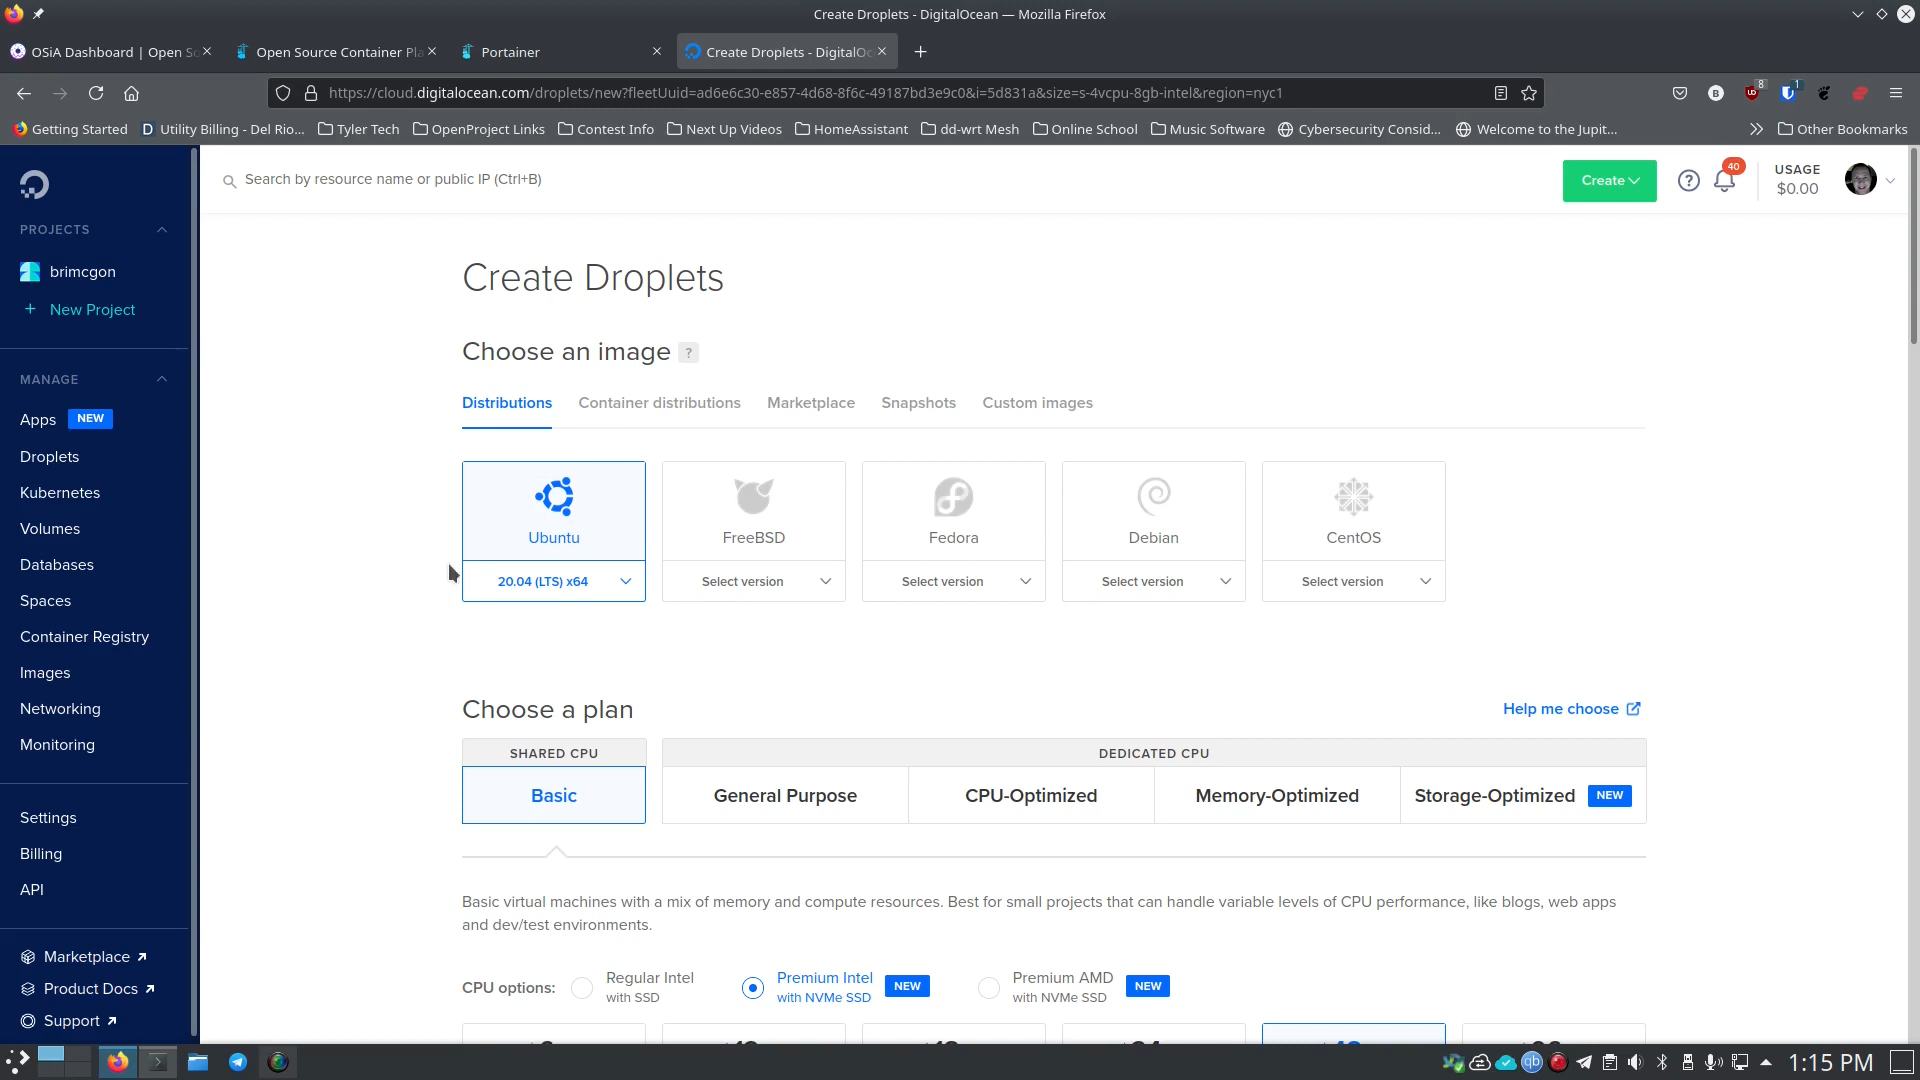 Create Droplets - DigitalOcean — Mozilla Firefox
OSiA Dashboard | Open So
Open Source Container Pla
Portainer
Create Droplets - DigitalOc
https://cloud.digitalocean.com/droplets/new?fleetUuid=ad6e6c30-e857-4d68-8f6c-49187bd3e9c0&i=5d831a&size=s-4vcpu-8gb-intel&region=nyc1
8
1
Getting Started
Utility Billing - Del Rio...
Tyler Tech
OpenProject Links
Contest Info
Next Up Videos
HomeAssistant
dd-wrt Mesh
Online School
Music Software
Cybersecurity Consid...
Welcome to the Jupit...
Other Bookmarks
Search by resource name or public IP (Ctrl+B)
Create
?
40
USAGE
$0.00
PROJECTS
brimcgon
+ New Project
MANAGE
Apps NEW
Droplets
Kubernetes
Volumes
Databases
Spaces
Container Registry
Images
Networking
Monitoring
Settings
Billing
API
Marketplace
Product Docs
Support
Create Droplets
Choose an image ?
Distributions
Container distributions
Marketplace
Snapshots
Custom images
Ubuntu
FreeBSD
Fedora
Debian
CentOS
20.04 (LTS) x64
Select version
Select version
Select version
Select version
Choose a plan
Help me choose
SHARED CPU
DEDICATED CPU
Basic
General Purpose
CPU-Optimized
Memory-Optimized
Storage-Optimized NEW
Basic virtual machines with a mix of memory and compute resources. Best for small projects that can handle variable levels of CPU performance, like blogs, web apps
and dev/test environments.
CPU options:
Regular Intel
with SSD
Premium Intel
with NVMe SSD
NEW
Premium AMD
with NVMe SSD
NEW
qb
1:15 PM